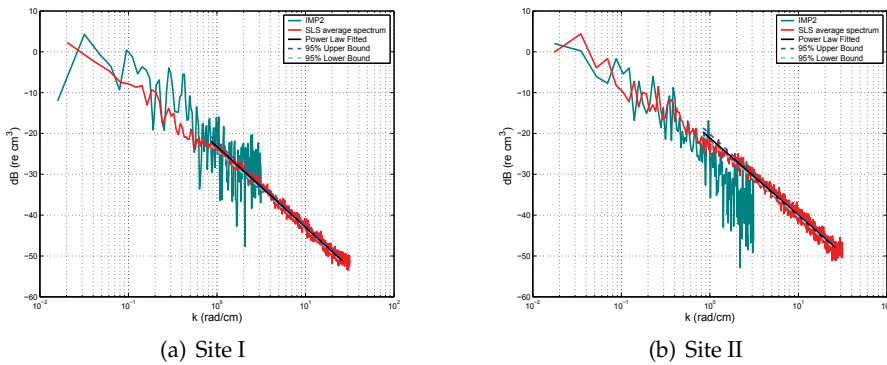 IMP2
SLS average spectrum
Power Law Fitted
95% Upper Bound
95% Lower Bound
10
0
−10
−20
−30
−40
−50
−60
dB (re cm³)
10⁻²
10⁻¹
10⁰
10¹
10²
k (rad/cm)
(a) Site I
IMP2
SLS average spectrum
Power Law Fitted
95% Upper Bound
95% Lower Bound
10
0
−10
−20
−30
−40
−50
−60
dB (re cm³)
10⁻²
10⁻¹
10⁰
10¹
k (rad/cm)
(b) Site II